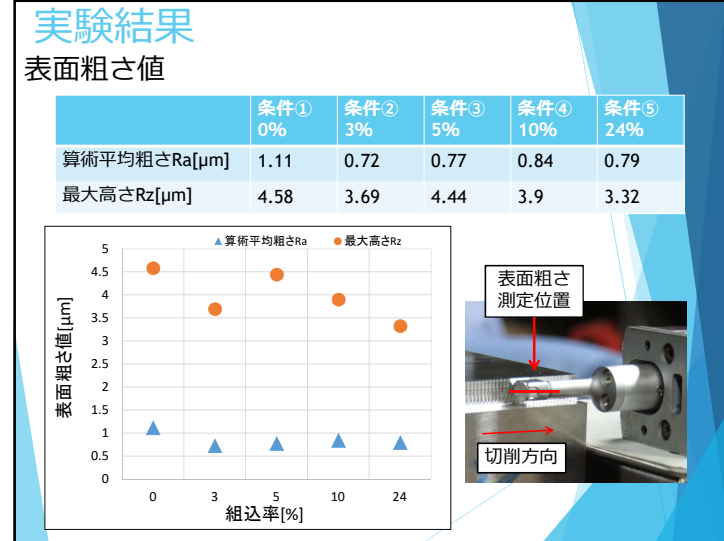 実験結果
表面粗さ値
条件① 条件② 条件③ 条件④ 条件⑤
0% 3% 5% 10% 24%
算術平均粗さRa[μm] 1.11 0.72 0.77 0.84 0.79
最大高さRz[μm] 4.58 3.69 4.44 3.9 3.32
算術平均粗さRa 最大高さRz
表面粗さ値[μm]
5
4.5
4
3.5
3
2.5
2
1.5
1
0.5
0
0 3 5 10 24
組込率[%]
表面粗さ
測定位置
切削方向